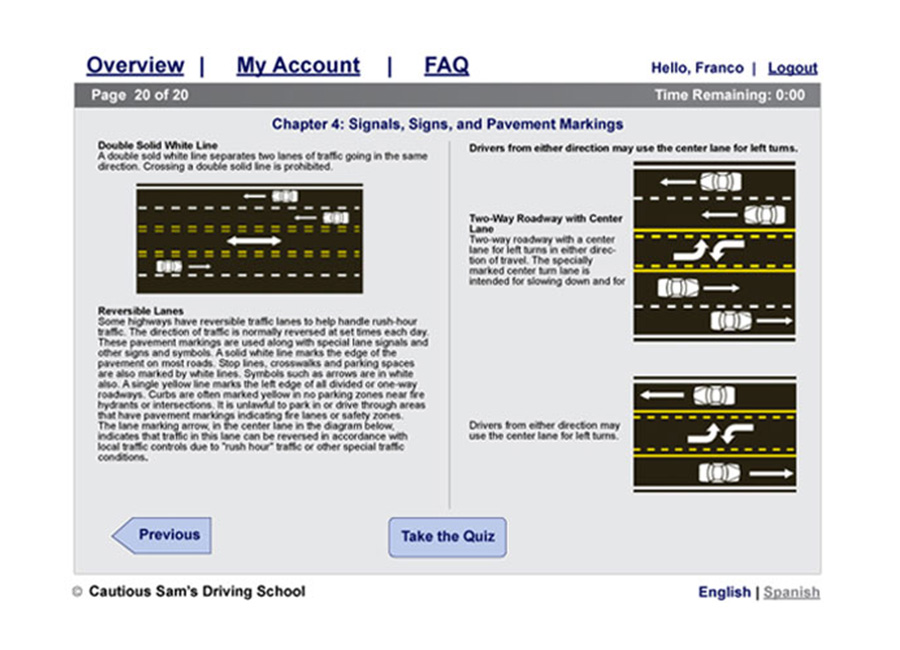 Overview | My Account | FAQ
Hello, Franco | Logout
Page 20 of 20
Time Remaining: 0:00
Chapter 4: Signals, Signs, and Pavement Markings
Double Solid White Line
A double sold white line separates two lanes of traffic going in the same
direction. Crossing a double solid line is prohibited.
Reversible Lanes
Some highways have reversible traffic lanes to help handle rush-hour
traffic. The direction of traffic is normally reversed at set times each day.
These pavement markings are used along with special lane signals and
other signs and symbols. A solid white line marks the edge of the
pavement on most roads. Stop lines, crosswalks and parking spaces
are also marked by white lines. Symbols such as arrows are in white
also. A single yellow line marks the left edge of all divided or one-way
roadways. Curbs are often marked yellow in no parking zones near fire
hydrants or intersections. It is unlawful to park in or drive through areas
that have pavement markings indicating fire lanes or safety zones.
The lane marking arrow, in the center lane in the diagram below,
indicates that traffic in this lane can be reversed in accordance with
local traffic controls due to "rush hour" traffic or other special traffic
conditions.
Drivers from either direction may use the center lane for left turns.
Two-Way Roadway with Center
Lane
Two-way roadway with a center
lane for left turns in either direc-
tion of travel. The specially
marked center turn lane is
intended for slowing down and for
Drivers from either direction may
use the center lane for left turns.
Previous
Take the Quiz
© Cautious Sam's Driving School
English | Spanish